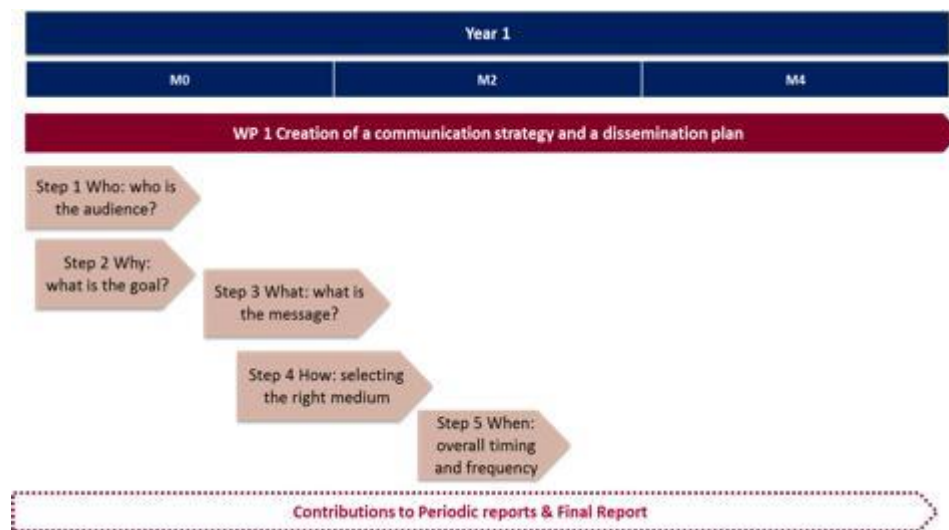 Year 1
M0
M2
M4
WP 1 Creation of a communication strategy and a dissemination plan
Step 1 Who: who is
the audience?
Step 2 Why:
what is the goal?
Step 3 What: what is
the message?
Step 4 How: selecting
the right medium
Step 5 When:
overall timing
and frequency
Contributions to Periodic reports & Final Report